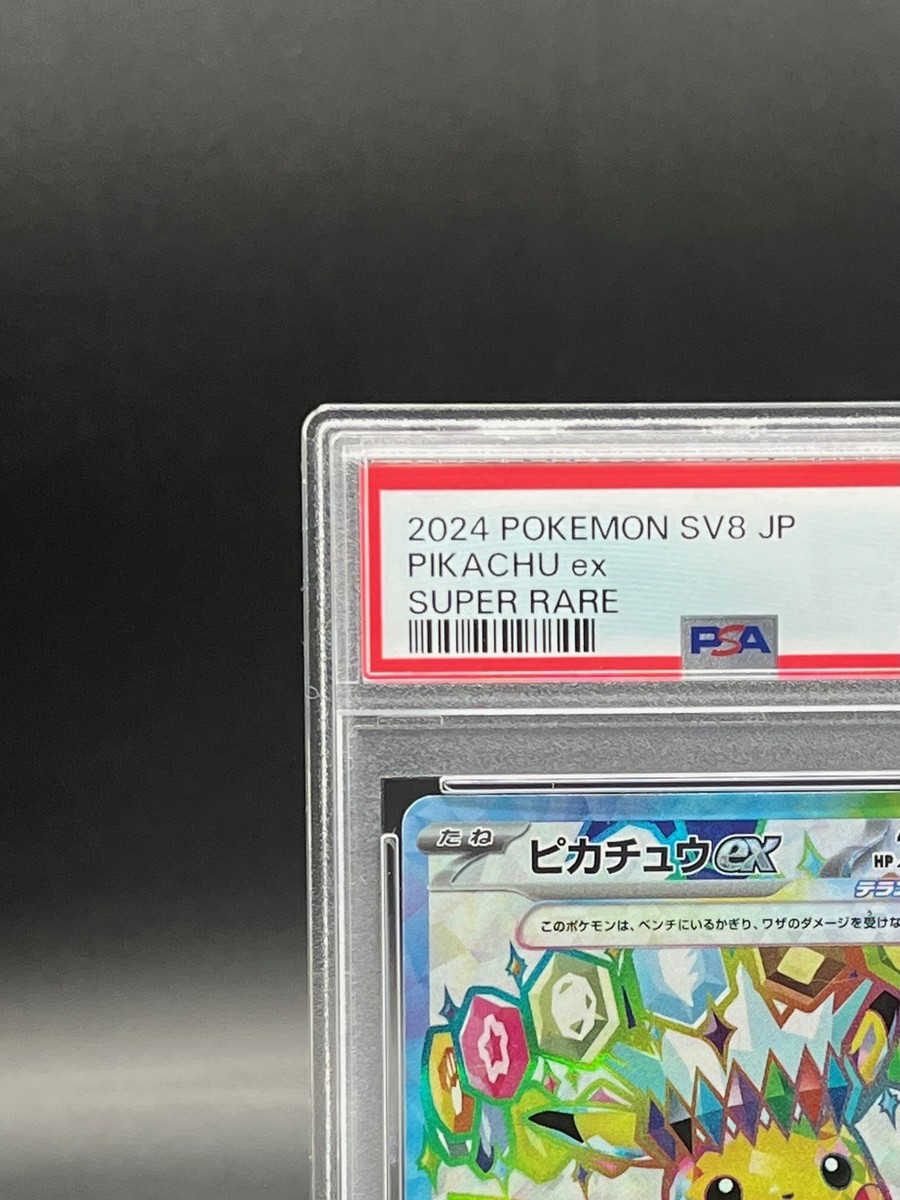 2024 POKEMON SV8 JP
PIKACHU ex
SUPER RARE
PSA
たね
ピカチュウex
HP
テラ
このポケモンは、ベンチにいるかぎり、ワザのダメージを受けな